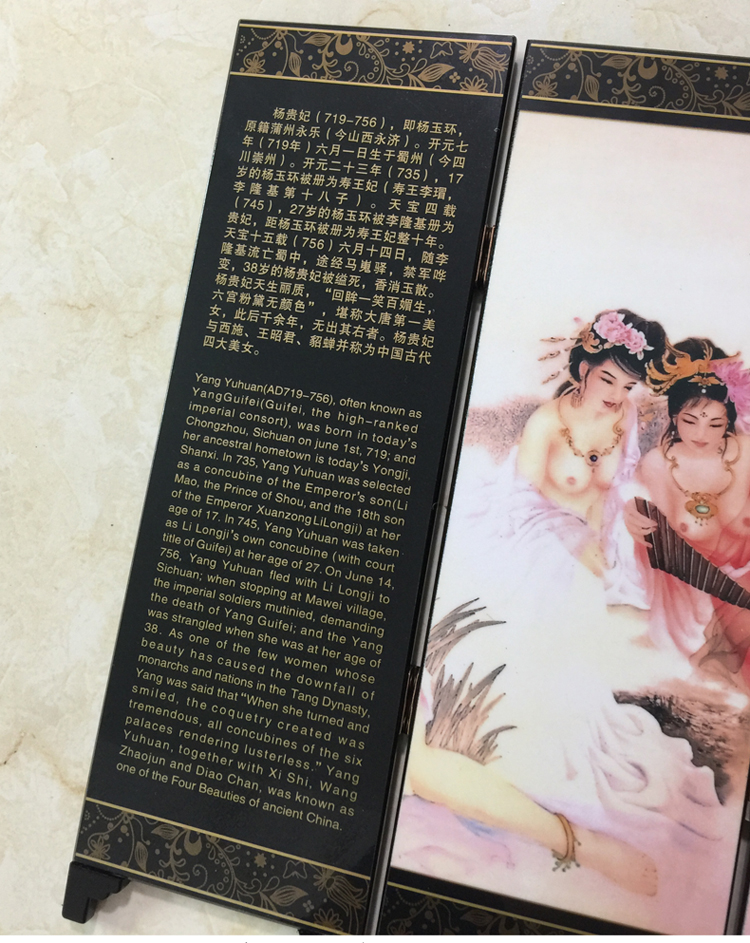 杨贵妃（719-756），即杨玉环，
原籍蒲州永乐（今山西永济）。开元七
年（719年）六月一日生于蜀州（今四
川崇州）。开元二十三年（735），17
岁的杨玉环被册为寿王妃（寿王李瑁，
李隆基第十八子）。天宝四载
（745），27岁的杨玉环被李隆基册为
贵妃，距杨玉环被册为寿王妃整十年。
天宝十五载（756）六月十四日，随李
隆基流亡蜀中，途经马嵬驿，禁军哗
变，38岁的杨贵妃被缢死，香消玉散。
杨贵妃天生丽质，“回眸一笑百媚生，
六宫粉黛无颜色”，堪称大唐第一美
女，此后千余年，无出其右者。杨贵妃
与西施、王昭君、貂蝉并称为中国古代
四大美女。
Yang Yuhuan(AD719-756), often known as
YangGuifei(Guifei, the high-ranked
imperial consort), was born in today's
Chongzhou, Sichuan on june 1st, 719; and
her ancestral hometown is today's Yongji,
Shanxi. In 735, Yang Yuhuan was selected
as a concubine of the Emperor's son(Li
Mao, the Prince of Shou, and the 18th son
of the Emperor XuanzongLiLongji) at her
age of 17. In 745, Yang Yuhuan was taken
as Li Longji's own concubine (with court
title of Guifei) at her age of 27. On June 14,
756, Yang Yuhuan fled with Li Longji to
Sichuan; when stopping at Mawei village,
the imperial soldiers mutinied, demanding
the death of Yang Guifei; and the Yang
was strangled when she was at her age of
38. As one of the few women whose
beauty has caused the downfall of
monarchs and nations in the Tang Dynasty,
Yang was said that “When she turned and
smiled, the coquetry created was
tremendous, all concubines of the six
palaces rendering lusterless.” Yang
Yuhuan, together with Xi Shi, Wang
Zhaojun and Diao Chan, was known as
one of the Four Beauties of ancient China.